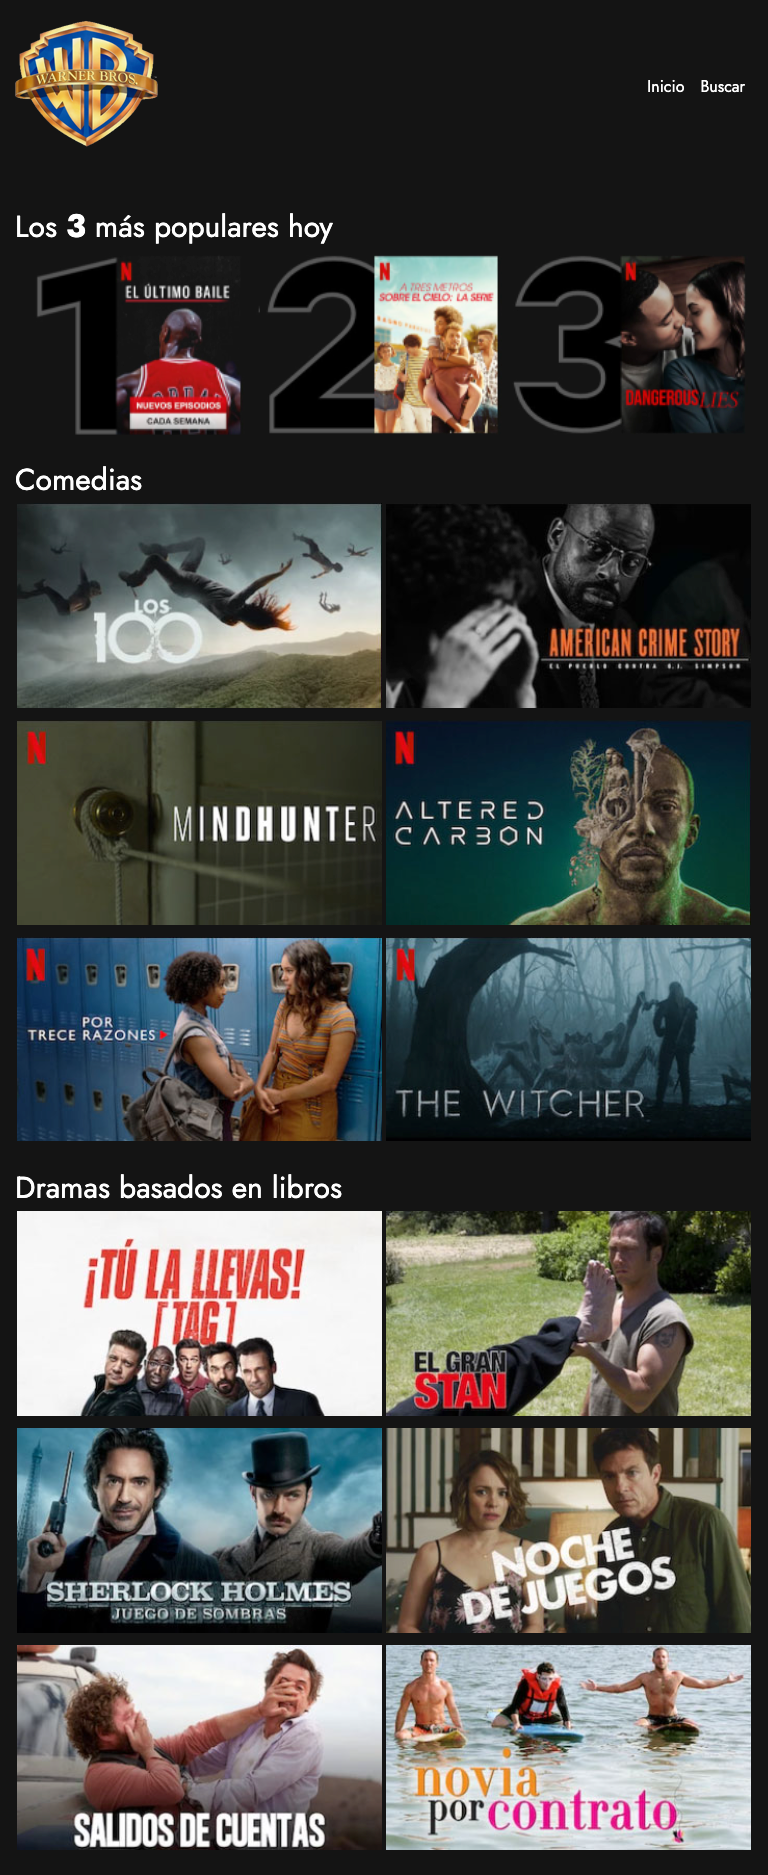 WARNER BROS.
Inicio Buscar
Los 3 más populares hoy
1
N
EL ÚLTIMO BAILE
NUEVOS EPISODIOS
CADA SEMANA
2
N
A TRES METROS
SOBRE EL CIELO: LA SERIE
3
N
DANGEROUS LIES
Comedias
LOS
100
AMERICAN CRIME STORY
EL PUEBLO CONTRA O.J. SIMPSON
N
MINDHUNTER
N
ALTERED
CARBON
N
POR
TRECE RAZONES
N
THE WITCHER
Dramas basados en libros
¡TÚ LA LLEVAS!
[TAG]
EL GRAN
STAN
SHERLOCK HOLMES
JUEGO DE SOMBRAS
NOCHE
DE JUEGOS
SALIDOS DE CUENTAS
novia
por contrato